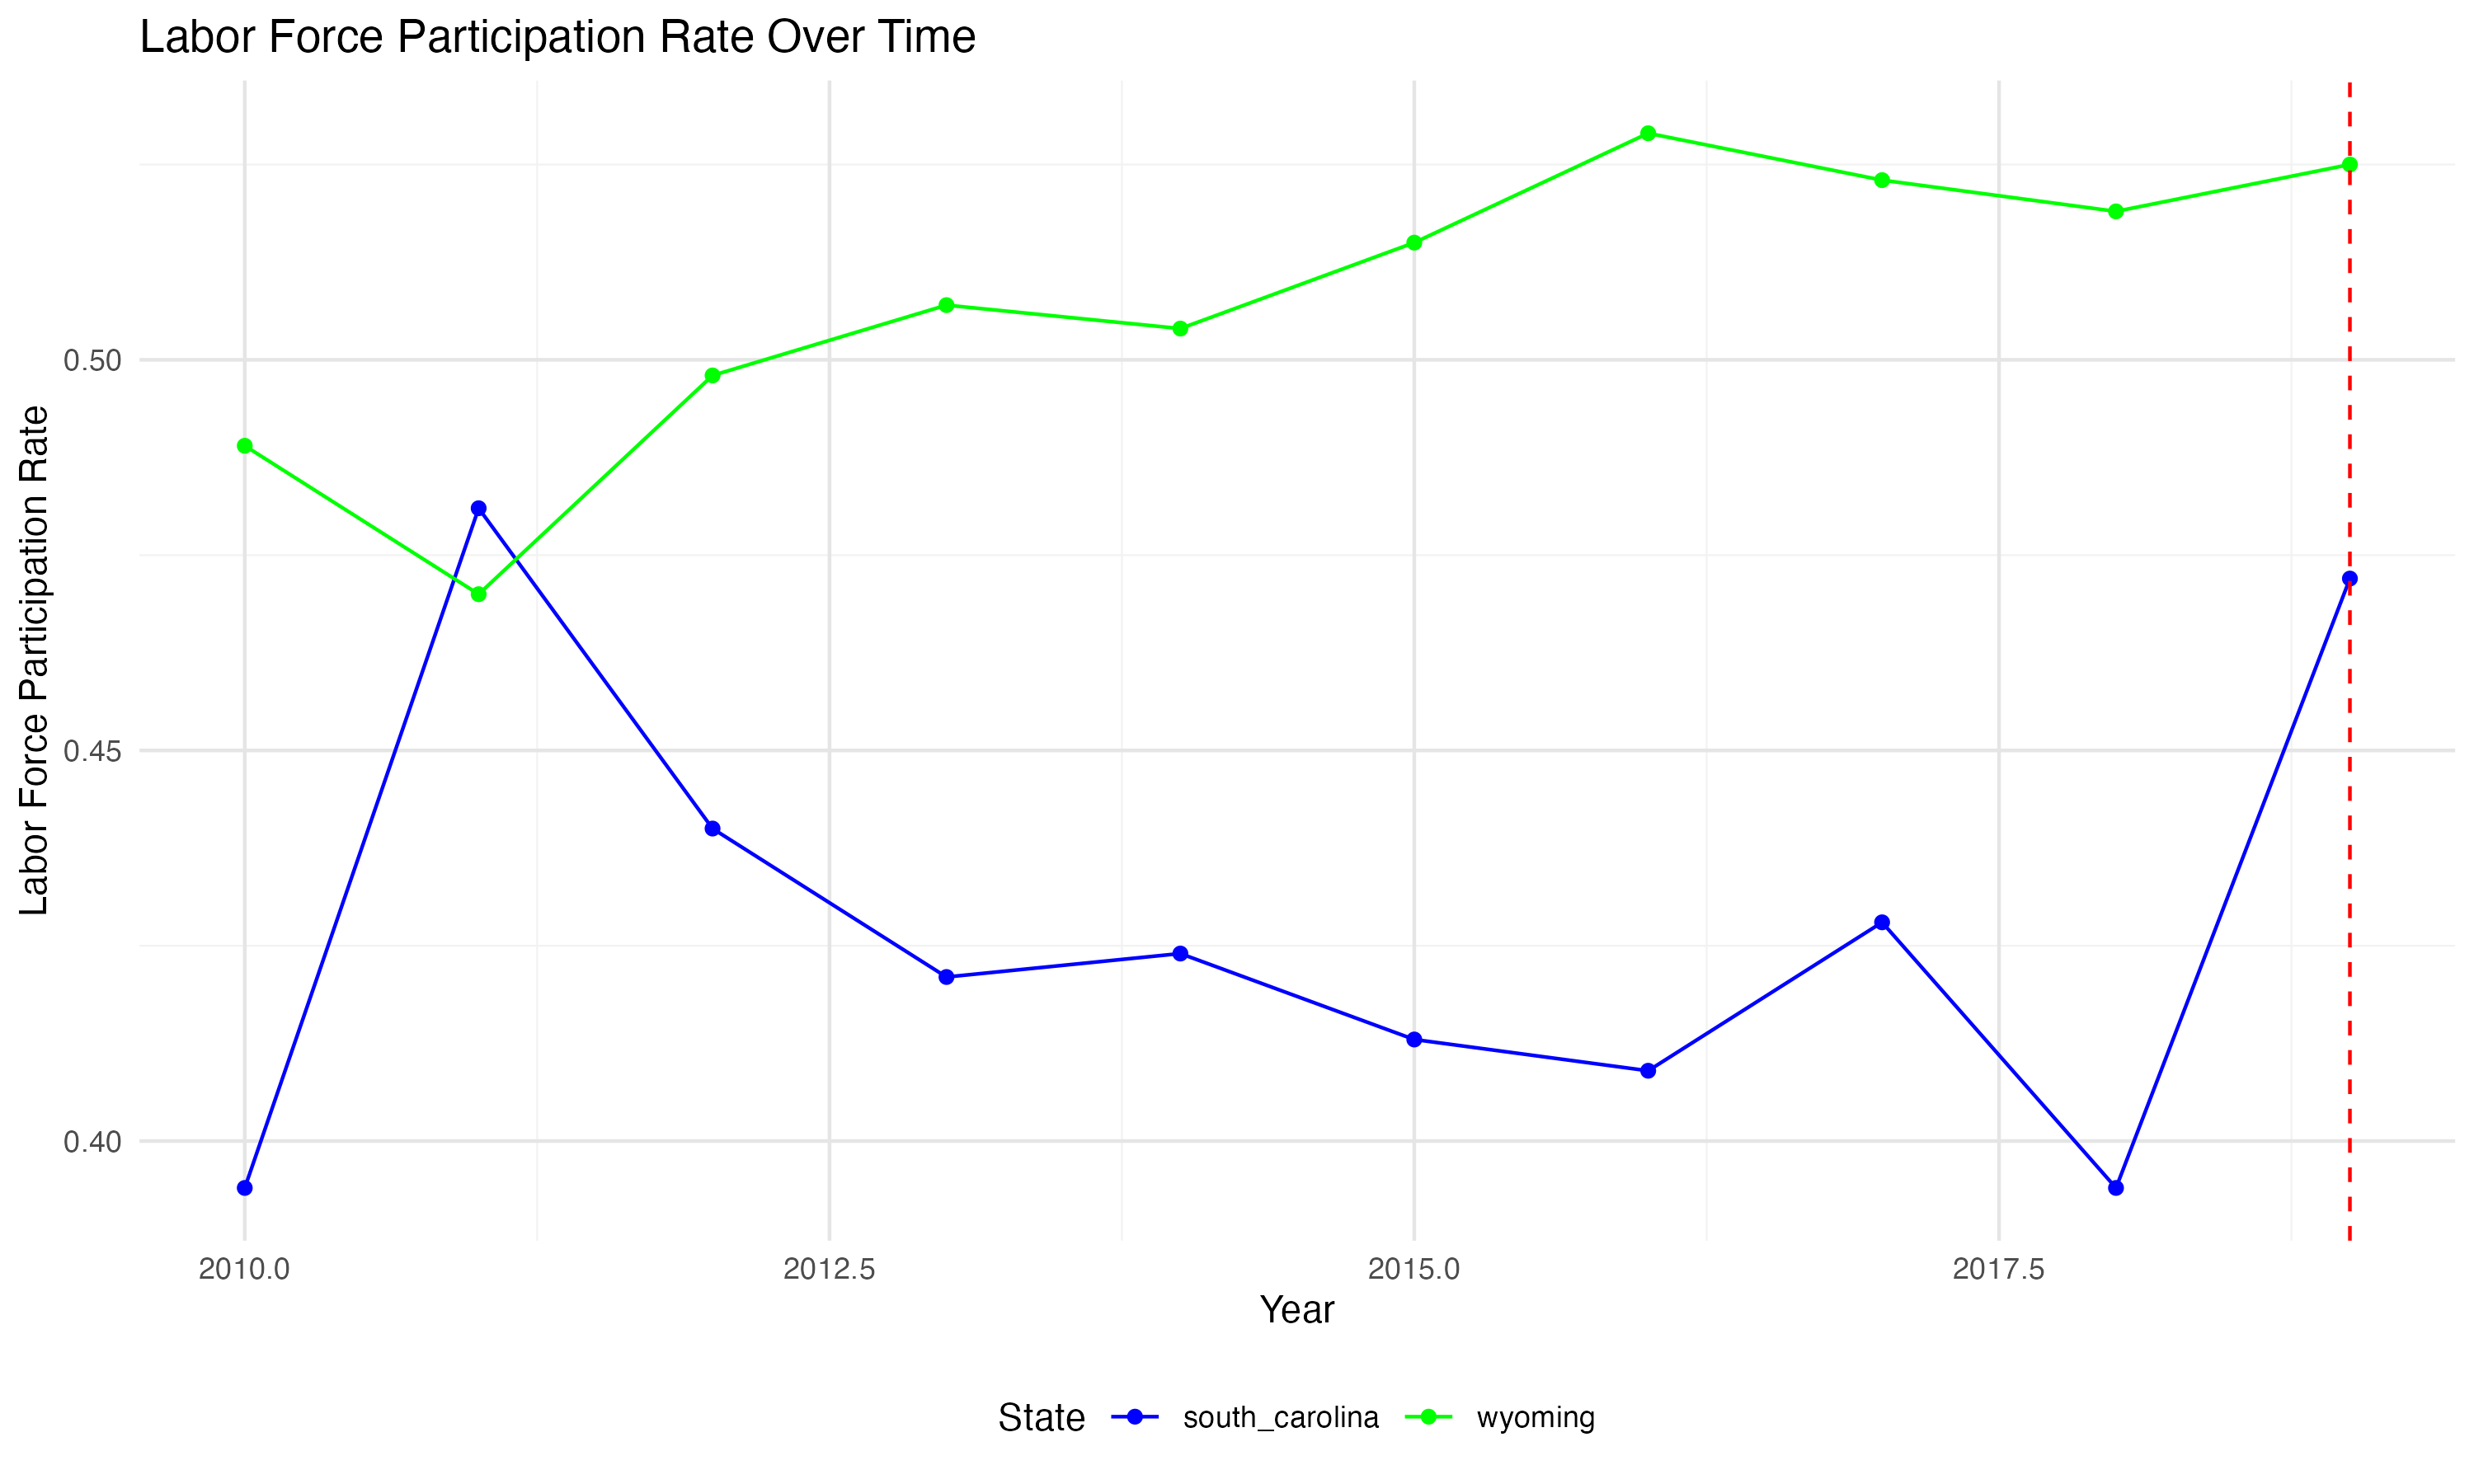 Labor Force Participation Rate Over Time
Labor Force Participation Rate
0.50
0.45
0.40
2010.0 2012.5 2015.0 2017.5
Year
State south_carolina wyoming